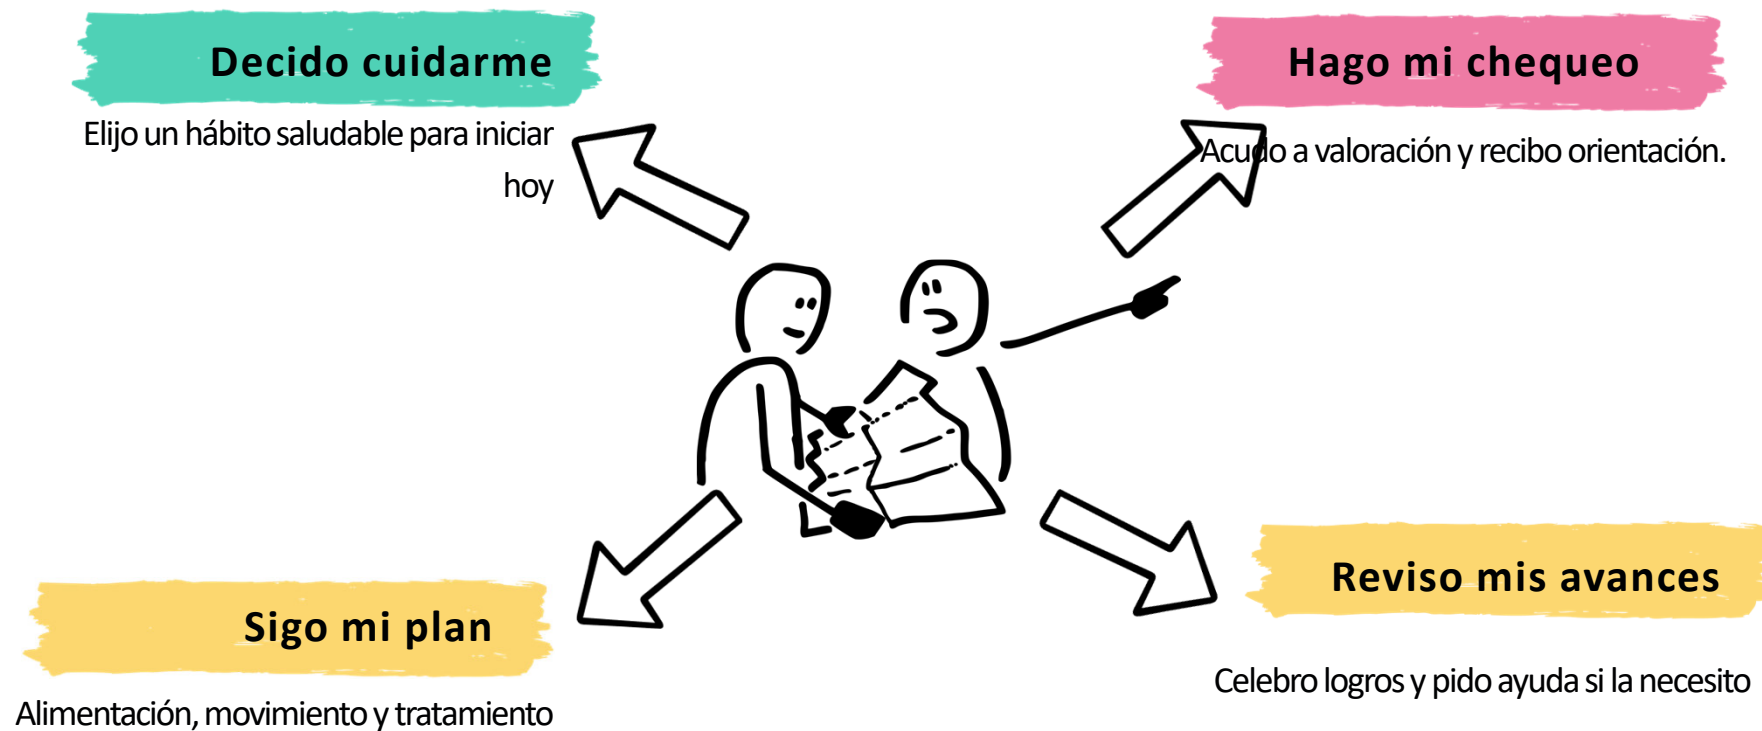 Decido cuidarme
Elijo un hábito saludable para iniciar
hoy
Hago mi chequeo
Acudo a valoración y recibo orientación.
Sigo mi plan
Alimentación, movimiento y tratamiento
Reviso mis avances
Celebro logros y pido ayuda si la necesito